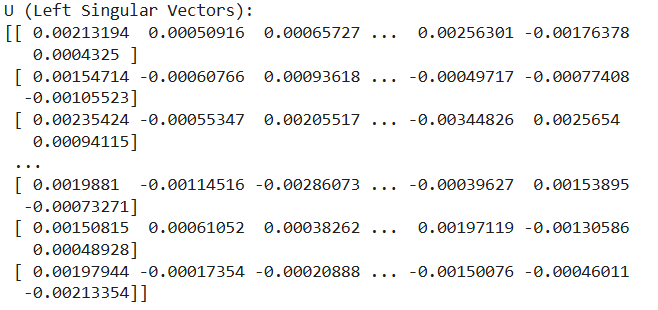 U (Left Singular Vectors):
[[ 0.00213194  0.00050916  0.00065727 ...  0.00256301 -0.00176378
   0.0004325 ]
 [ 0.00154714 -0.00060766  0.00093618 ... -0.00049717 -0.00077408
  -0.00105523]
 [ 0.00235424 -0.00055347  0.00205517 ... -0.00344826  0.0025654
   0.00094115]
 ...
 [ 0.0019881  -0.00114516 -0.00286073 ... -0.00039627  0.00153895
  -0.00073271]
 [ 0.00150815  0.00061052  0.00038262 ...  0.00197119 -0.00130586
   0.00048928]
 [ 0.00197944 -0.00017354 -0.00020888 ... -0.00150076 -0.00046011
  -0.00213354]]